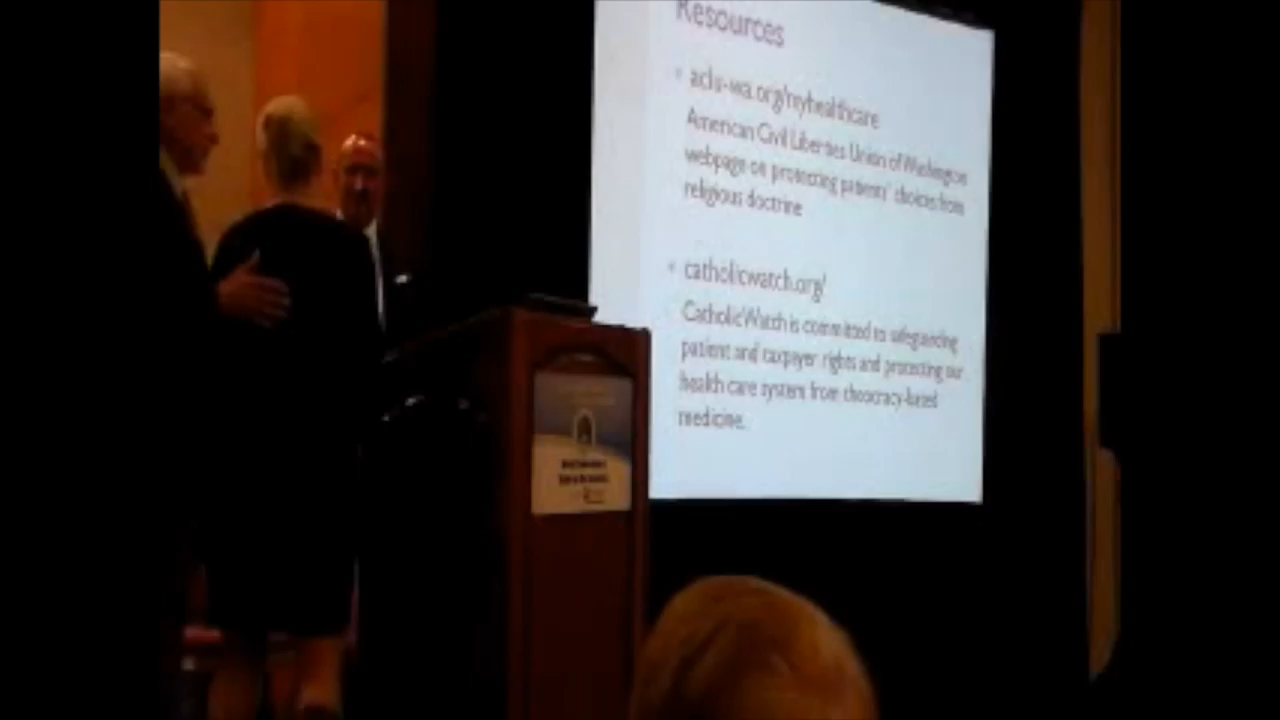 Resources
• aclu-wa.org/myhealthcare
American Civil Liberties Union of Washington
webpage on protecting patients' choices from
religious doctrine
• catholicwatch.org/
CatholicWatch is committed to safeguarding
patient and taxpayer rights and protecting our
health care system from theocracy-based
medicine.